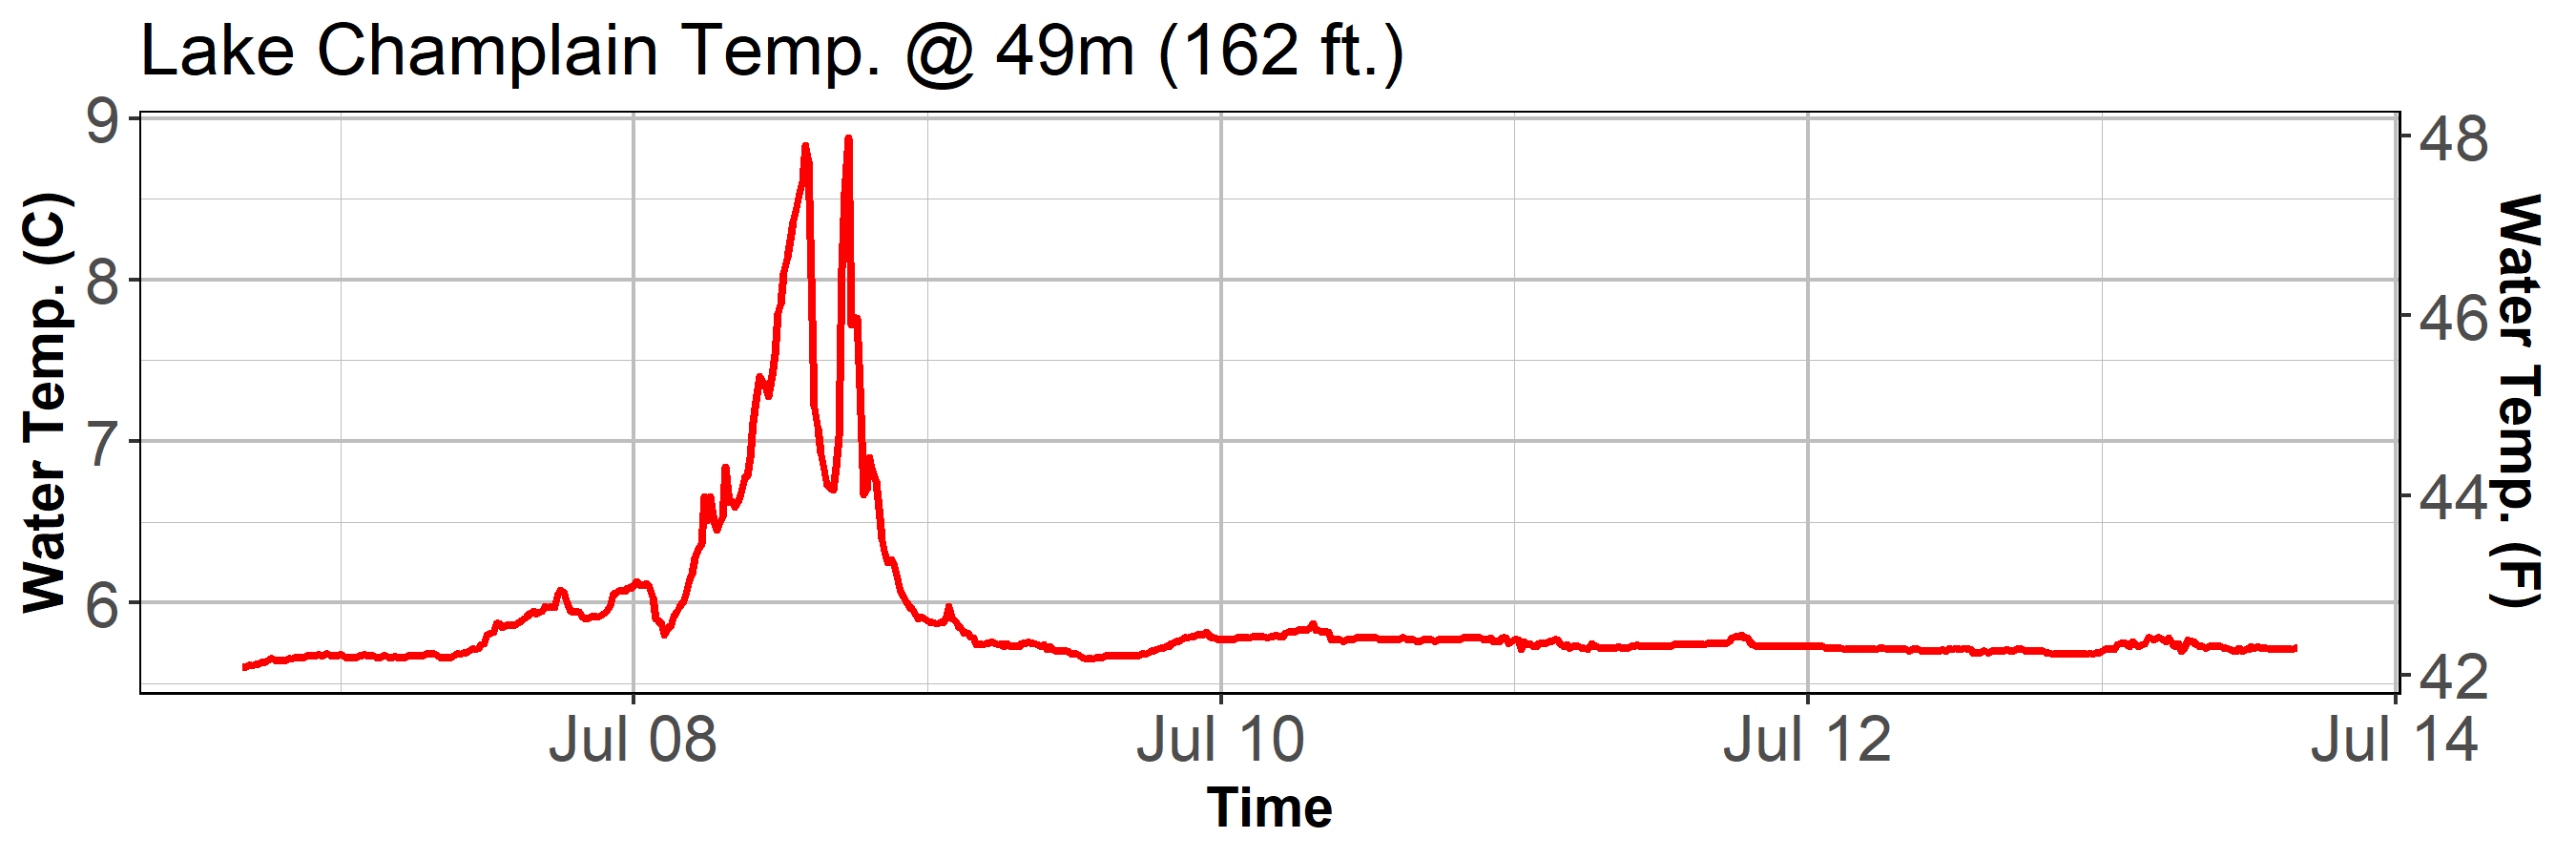 Lake Champlain Temp. @ 49m (162 ft.)
Water Temp. (C)
9
8
7
6
48
46
44
42
Water Temp. (F)
Jul 08
Jul 10
Jul 12
Jul 14
Time